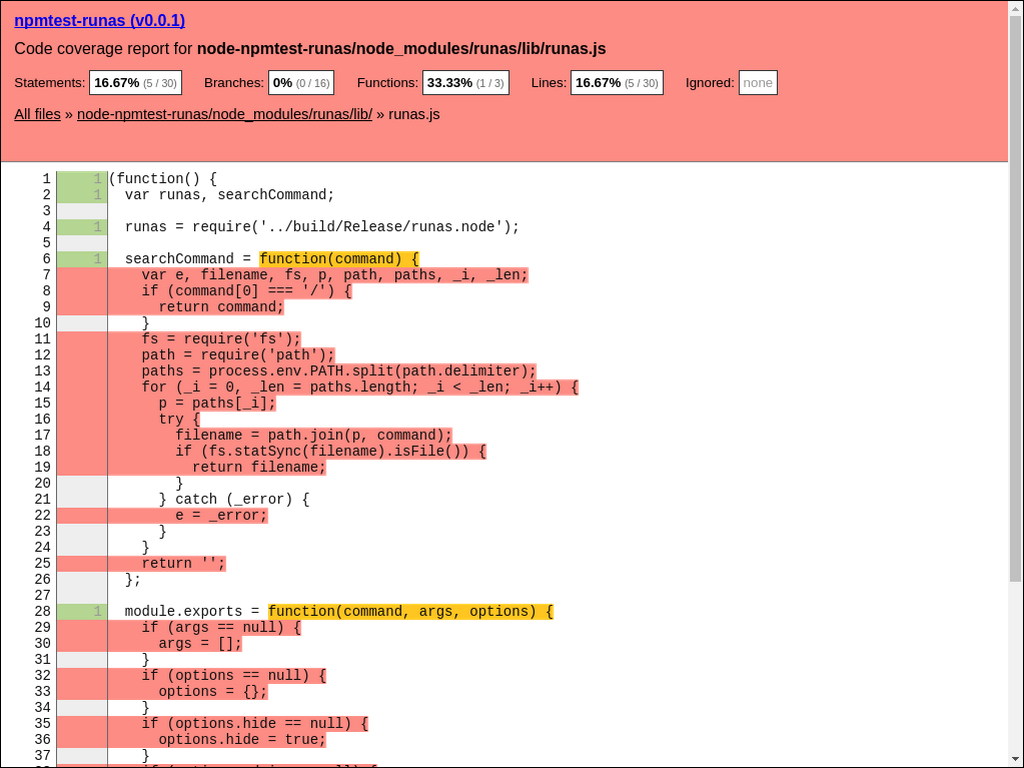 npmtest-runas (v0.0.1)
Code coverage report for node-npmtest-runas/node_modules/runas/lib/runas.js
Statements: 16.67% (5 / 30) Branches: 0% (0 / 16) Functions: 33.33% (1 / 3) Lines: 16.67% (5 / 30) Ignored: none
All files » node-npmtest-runas/node_modules/runas/lib/ » runas.js
1 1 (function() {
2 1 var runas, searchCommand;
3
4 1 runas = require('../build/Release/runas.node');
5
6 1 searchCommand = function(command) {
7 var e, filename, fs, p, path, paths, _i, _len;
8 if (command[0] === '/') {
9 return command;
10 }
11 fs = require('fs');
12 path = require('path');
13 paths = process.env.PATH.split(path.delimiter);
14 for (_i = 0, _len = paths.length; _i < _len; _i++) {
15 p = paths[_i];
16 try {
17 filename = path.join(p, command);
18 if (fs.statSync(filename).isFile()) {
19 return filename;
20 }
21 } catch (_error) {
22 e = _error;
23 }
24 }
25 return '';
26 };
27
28 1 module.exports = function(command, args, options) {
29 if (args == null) {
30 args = [];
31 }
32 if (options == null) {
33 options = {};
34 }
35 if (options.hide == null) {
36 options.hide = true;
37 }